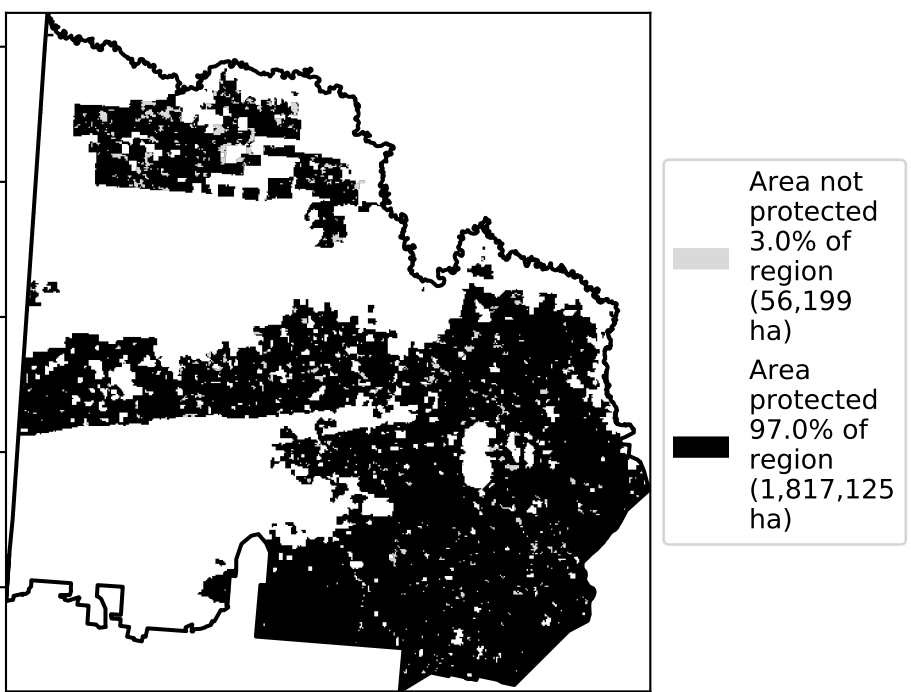 Area not
protected
3.0% of
region
(56,199
ha)
Area
protected
97.0% of
region
(1,817,125
ha)